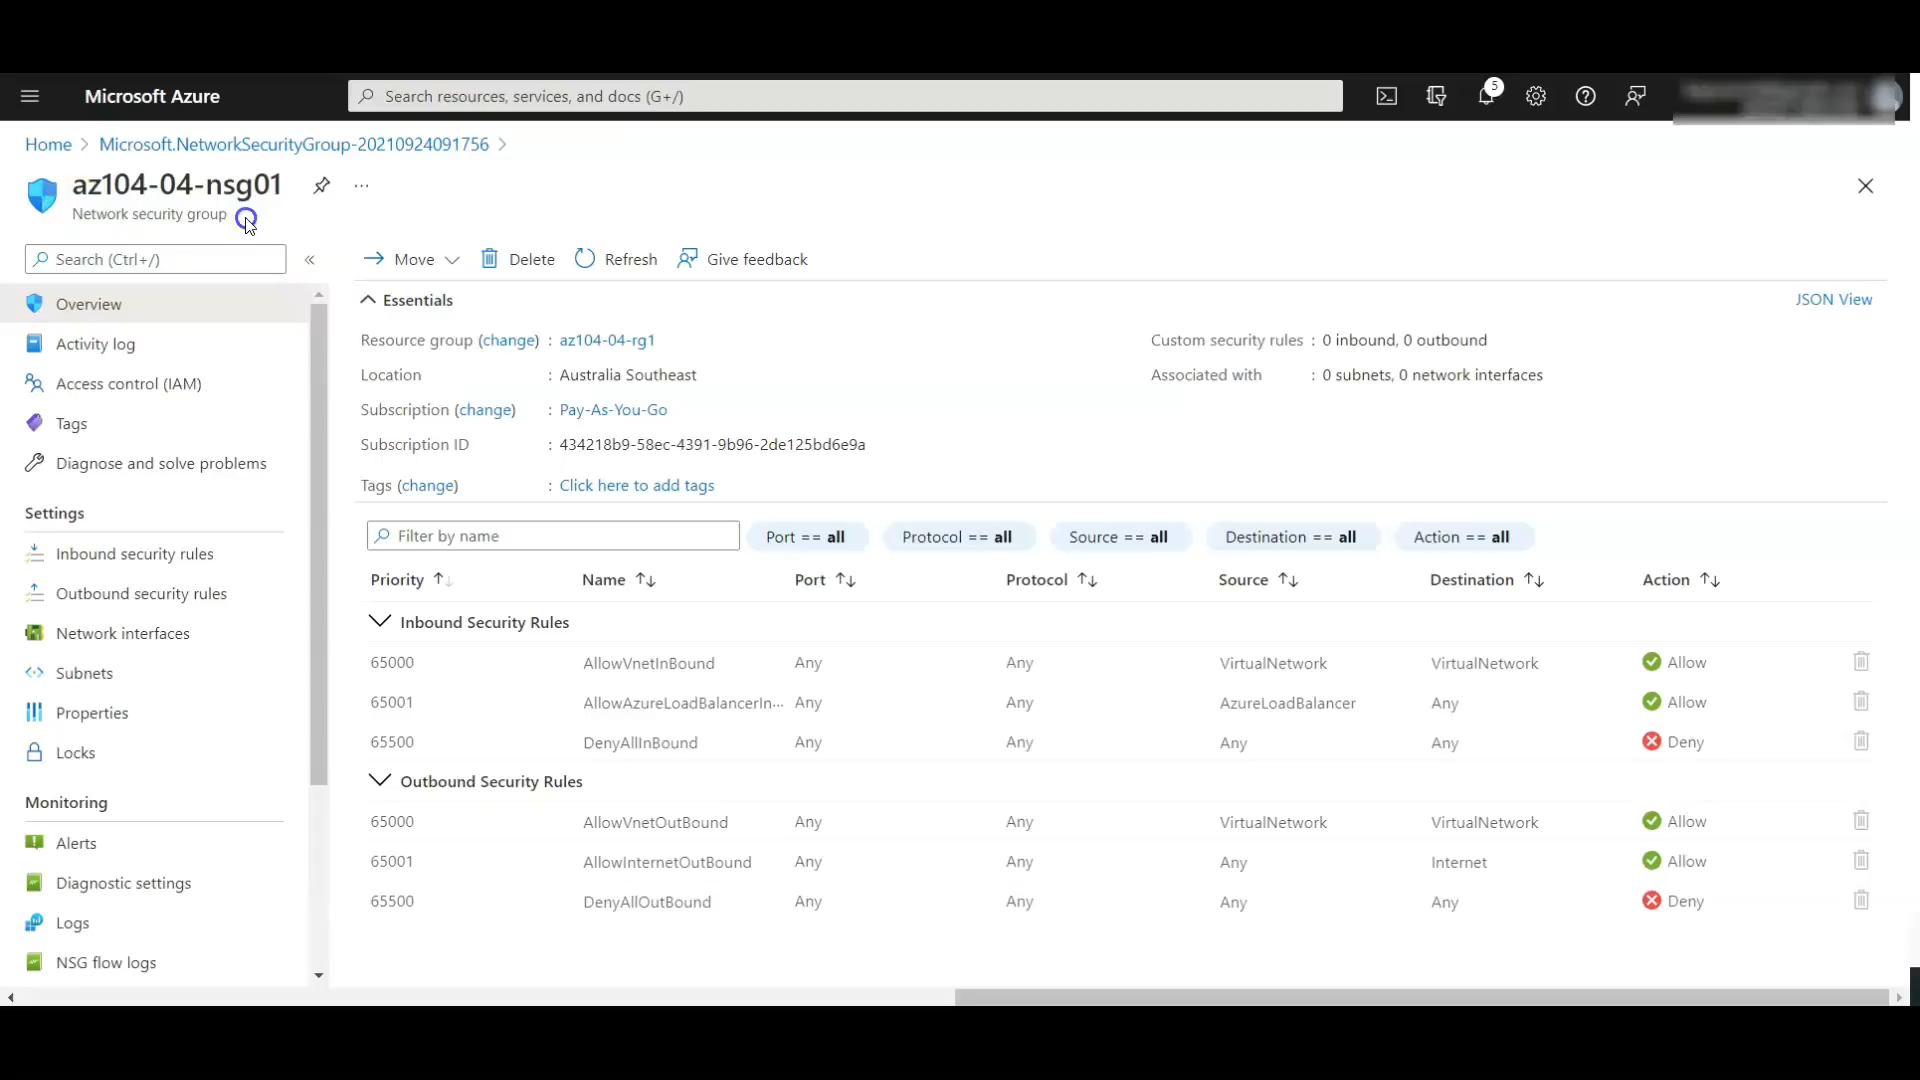 Microsoft Azure
Search resources, services, and docs (G+/)
5
Home > Microsoft.NetworkSecurityGroup-20210924091756 >
az104-04-nsg01
Network security group
Search (Ctrl+/)
«
Move
Delete
Refresh
Give feedback
Overview
Activity log
Access control (IAM)
Tags
Diagnose and solve problems
Settings
Inbound security rules
Outbound security rules
Network interfaces
Subnets
Properties
Locks
Monitoring
Alerts
Diagnostic settings
Logs
NSG flow logs
Essentials
JSON View
Resource group (change) : az104-04-rg1
Location : Australia Southeast
Subscription (change) : Pay-As-You-Go
Subscription ID : 434218b9-58ec-4391-9b96-2de125bd6e9a
Tags (change) : Click here to add tags
Custom security rules : 0 inbound, 0 outbound
Associated with : 0 subnets, 0 network interfaces
Filter by name
Port == all
Protocol == all
Source == all
Destination == all
Action == all
Priority Name Port Protocol Source Destination Action
Inbound Security Rules
65000 AllowVnetInBound Any Any VirtualNetwork VirtualNetwork Allow
65001 AllowAzureLoadBalancerIn... Any Any AzureLoadBalancer Any Allow
65500 DenyAllInBound Any Any Any Any Deny
Outbound Security Rules
65000 AllowVnetOutBound Any Any VirtualNetwork VirtualNetwork Allow
65001 AllowInternetOutBound Any Any Any Internet Allow
65500 DenyAllOutBound Any Any Any Any Deny